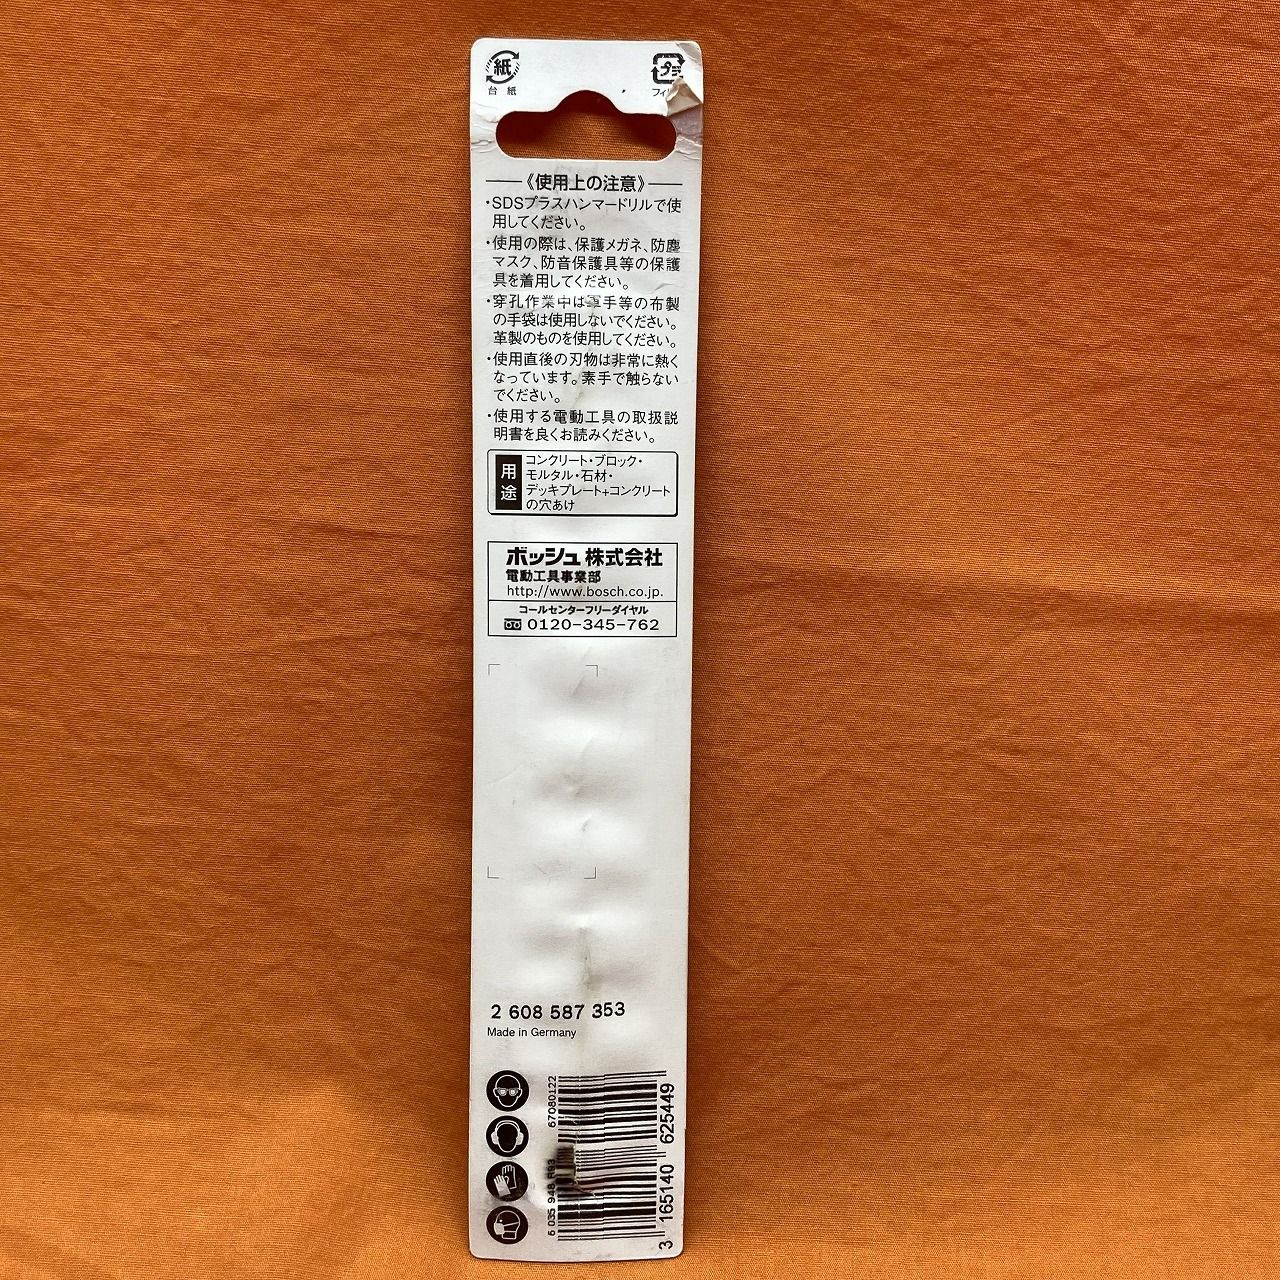 紙
プラ
台紙
フィ
《使用上の注意》
・SDSプラスハンマードリルで使
用してください。
・使用の際は、保護メガネ、防塵
マスク、防音保護具等の保護
具を着用してください。
・穿孔作業中は軍手等の布製
の手袋は使用しないでください。
革製のものを使用してください。
・使用直後の刃物は非常に熱く
なっています。素手で触らない
でください。
・使用する電動工具の取扱説
明書を良くお読みください。
用途
コンクリート・ブロック・
モルタル・石材・
デッキプレート+コンクリート
の穴あけ
ボッシュ株式会社
電動工具事業部
http://www.bosch.co.jp.
コールセンターフリーダイヤル
0120-345-762
2 608 587 353
Made in Germany
67080122
6 035 948
3 165140 625449